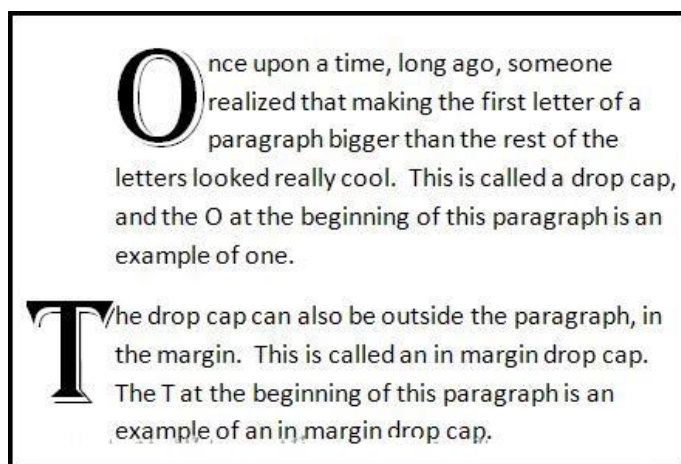 Once upon a time, long ago, someone
realized that making the first letter of a
paragraph bigger than the rest of the
letters looked really cool.  This is called a drop cap,
and the O at the beginning of this paragraph is an
example of one.
The drop cap can also be outside the paragraph, in
the margin.  This is called an in margin drop cap.
The T at the beginning of this paragraph is an
example of an in margin drop cap.